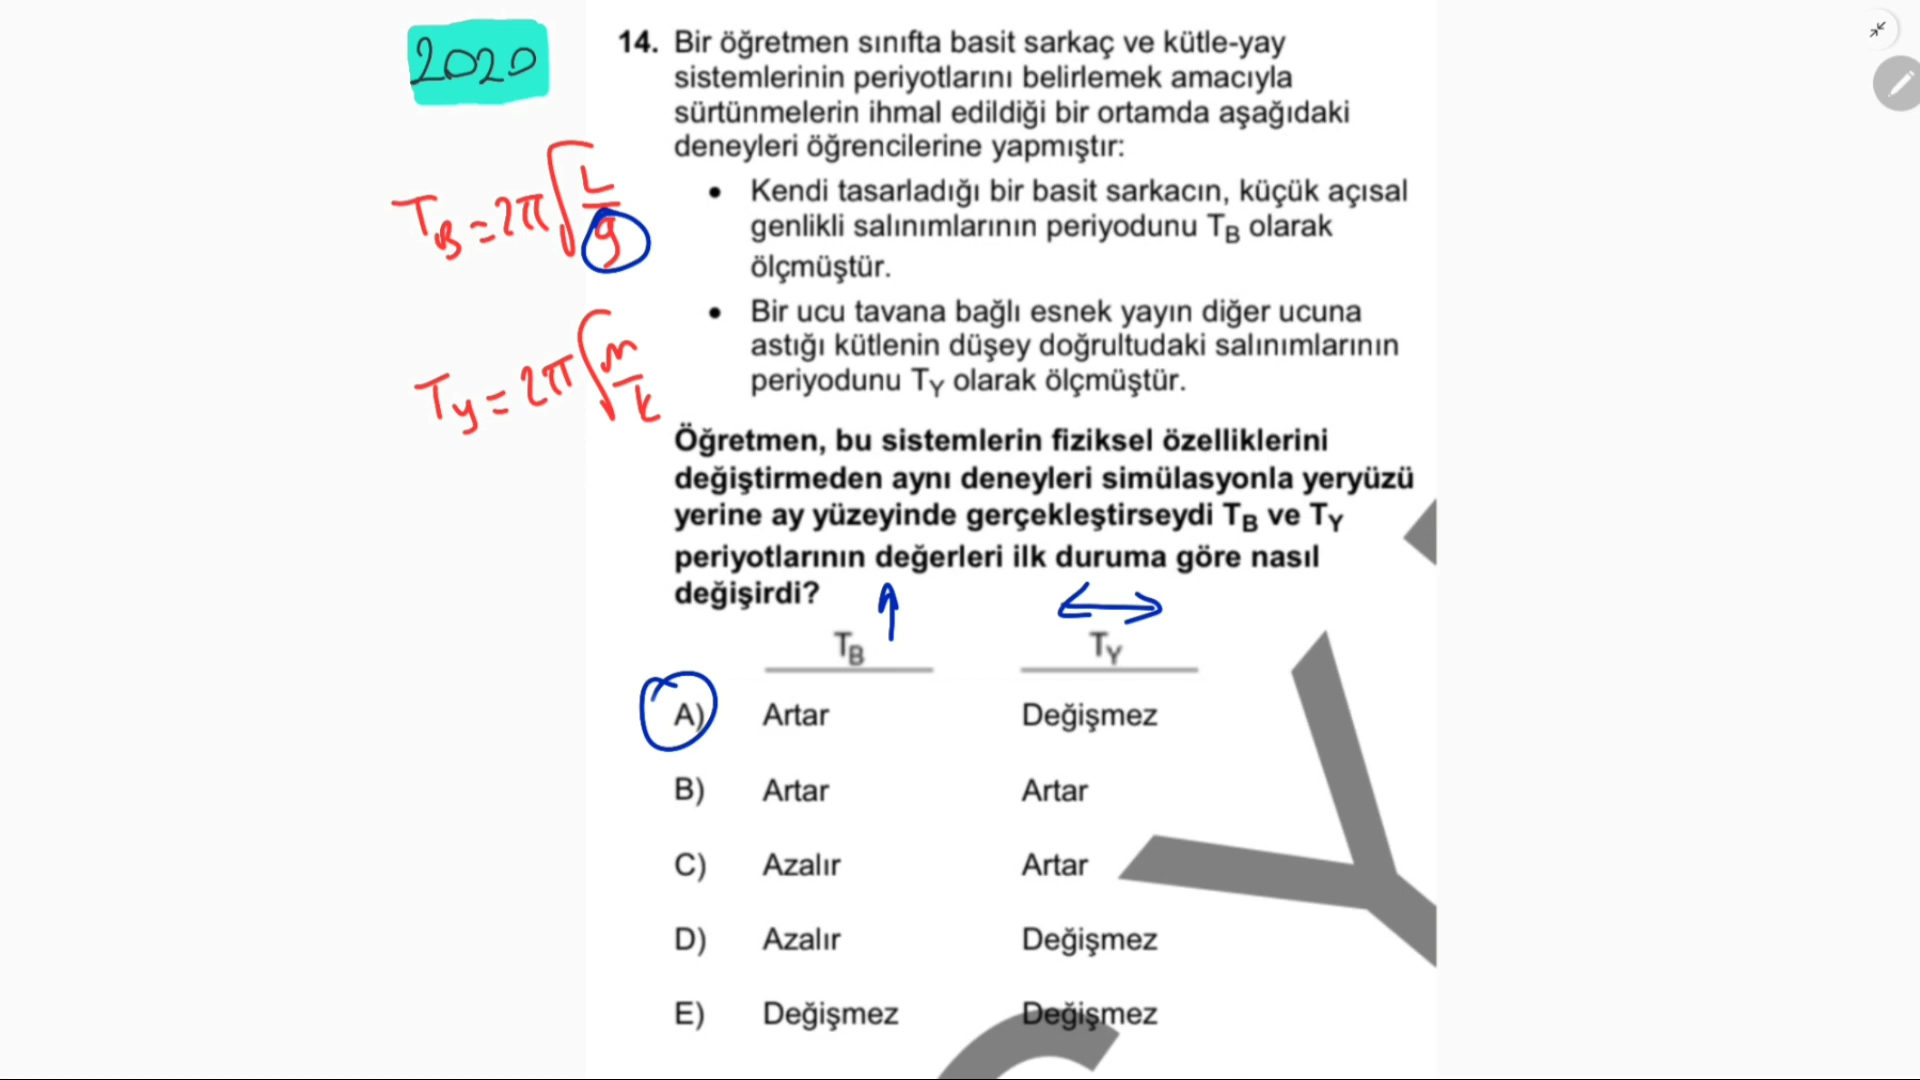 2020
14. Bir öğretmen sınıfta basit sarkaç ve kütle-yay
sistemlerinin periyotlarını belirlemek amacıyla
sürtünmelerin ihmal edildiği bir ortamda aşağıdaki
deneyleri öğrencilerine yapmıştır:
• Kendi tasarladığı bir basit sarkacın, küçük açısal
genlikli salınımlarının periyodunu T_B olarak
ölçmüştür.
• Bir ucu tavana bağlı esnek yayın diğer ucuna
astığı kütlenin düşey doğrultudaki salınımlarının
periyodunu T_Y olarak ölçmüştür.
T_B = 2π√(L/g)
T_y = 2π√(m/k)
Öğretmen, bu sistemlerin fiziksel özelliklerini
değiştirmeden aynı deneyleri simülasyonla yeryüzü
yerine ay yüzeyinde gerçekleştirseydi T_B ve T_Y
periyotlarının değerleri ilk duruma göre nasıl
değişirdi?
T_B T_Y
A) Artar Değişmez
B) Artar Artar
C) Azalır Artar
D) Azalır Değişmez
E) Değişmez Değişmez